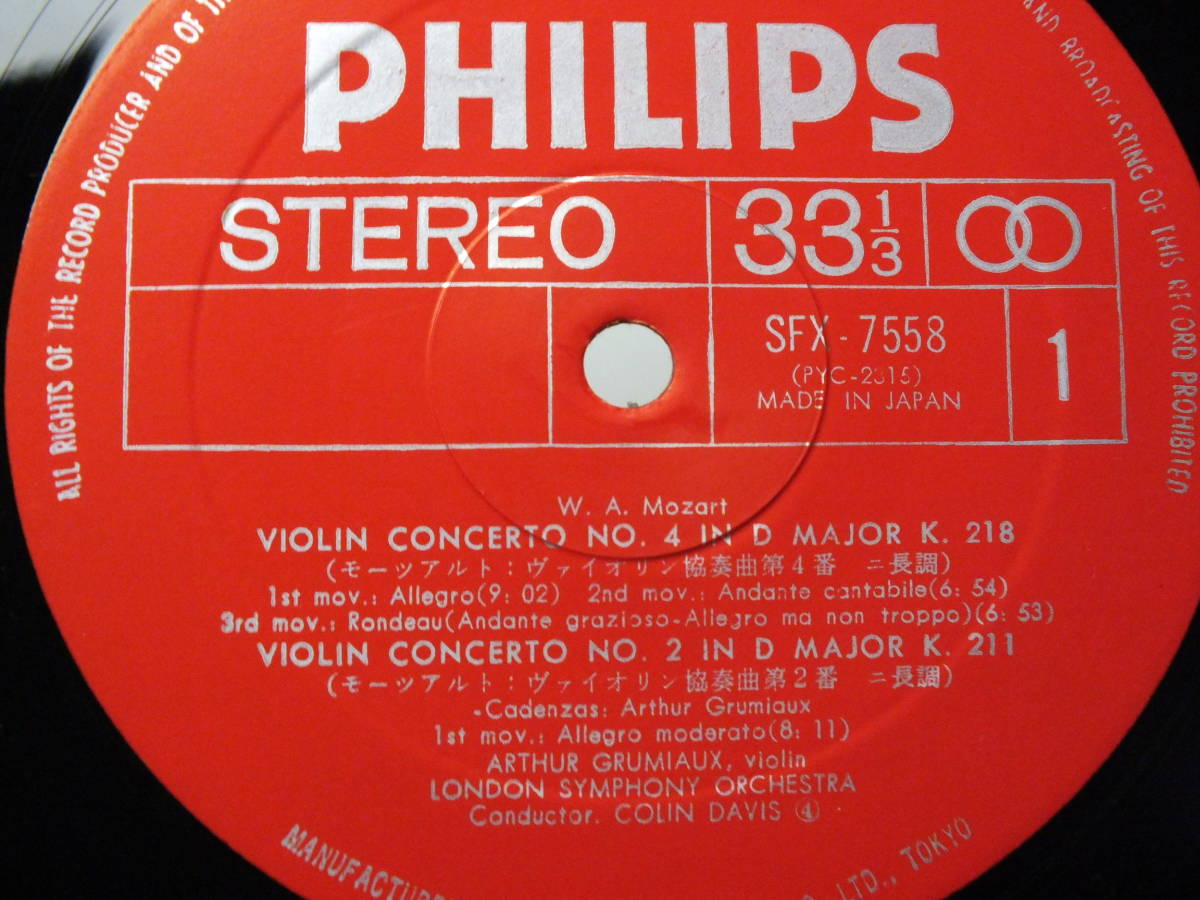 PHILIPS
STEREO
33 1/3
SFX-7558
(PYC-2315)
MADE IN JAPAN
1
W. A. Mozart
VIOLIN CONCERTO NO. 4 IN D MAJOR K. 218
(モーツアルト：ヴァイオリン協奏曲第4番 ニ長調)
1st mov.: Allegro(9: 02) 2nd mov.: Andante cantabile(6: 54)
3rd mov.: Rondeau(Andante grazioso-Allegro ma non troppo)(6: 53)
VIOLIN CONCERTO NO. 2 IN D MAJOR K. 211
(モーツアルト：ヴァイオリン協奏曲第2番 ニ長調)
-Cadenzas: Arthur Grumiaux
1st mov.: Allegro moderato(8: 11)
ARTHUR GRUMIAUX, violin
LONDON SYMPHONY ORCHESTRA
Conductor. COLIN DAVIS ④
ALL RIGHTS OF THE RECORD PRODUCER AND OF THE
AND BROADCASTING OF THIS RECORD PROHIBITED
MANUFACTURE
LTD., TOKYO